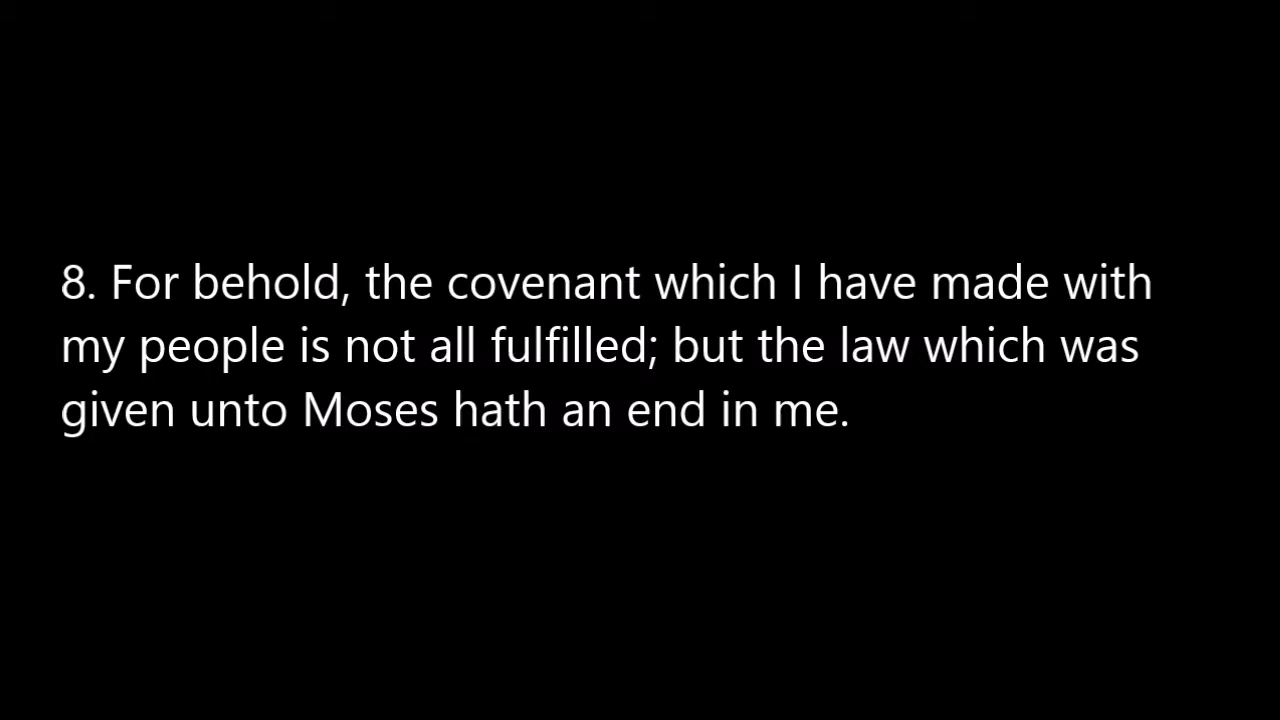 8. For behold, the covenant which I have made with
my people is not all fulfilled; but the law which was
given unto Moses hath an end in me.